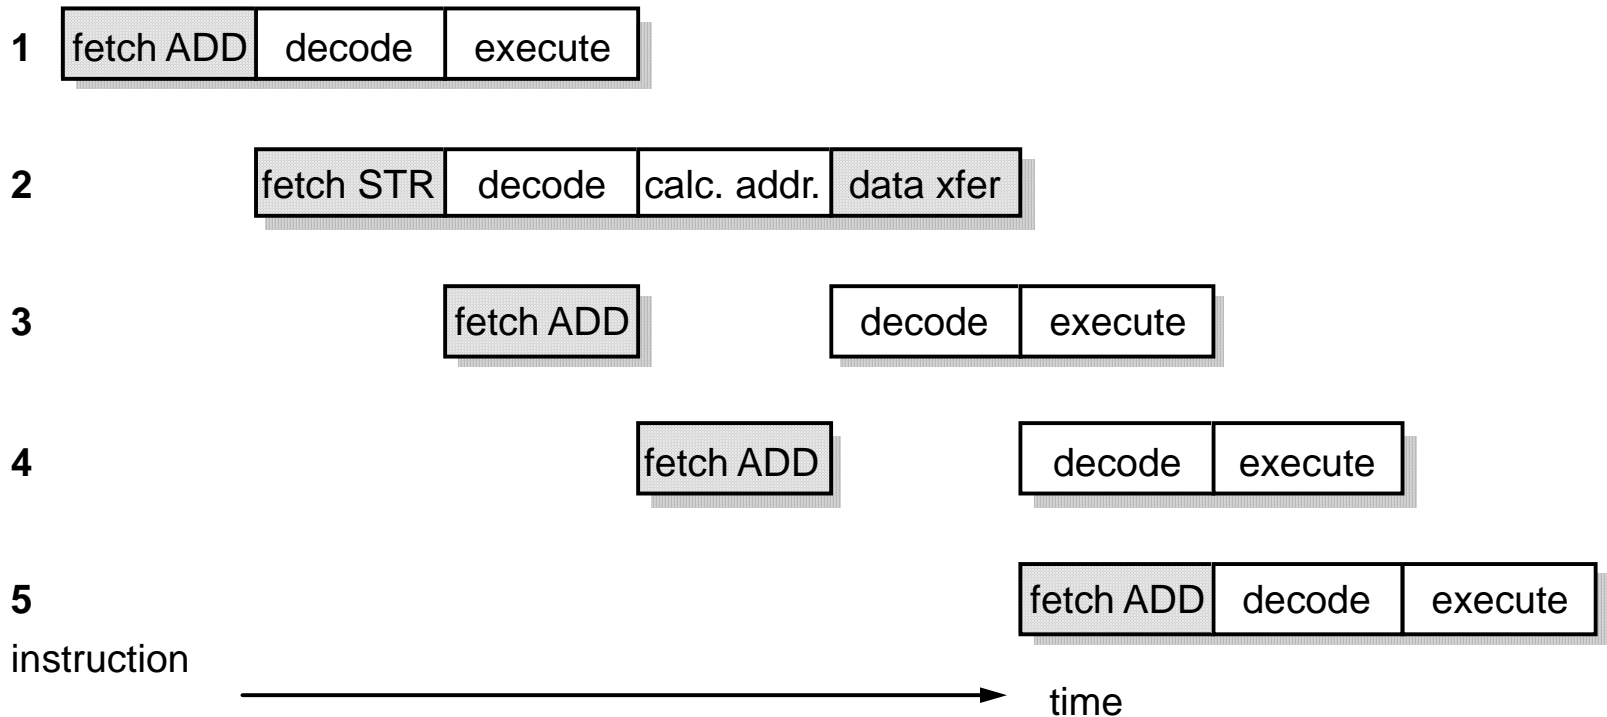 1 fetch ADD decode execute
2 fetch STR decode calc. addr. data xfer
3 fetch ADD decode execute
4 fetch ADD decode execute
5 fetch ADD decode execute
instruction
time